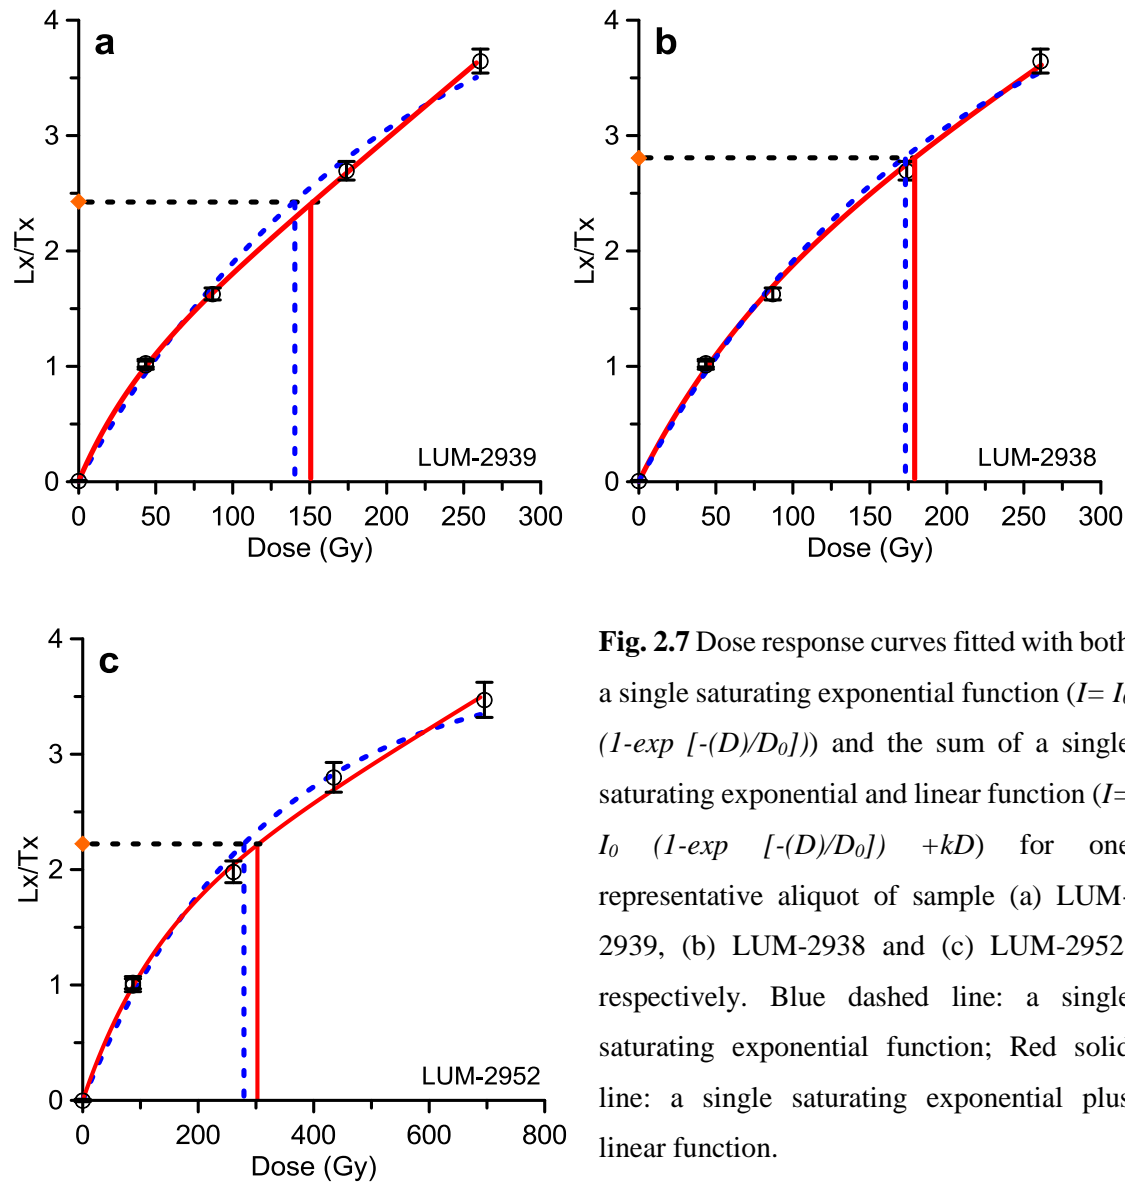 a
4
3
2
1
0
Lx/Tx
0 50 100 150 200 250 300
Dose (Gy)
LUM-2939
b
4
3
2
1
0
Lx/Tx
0 50 100 150 200 250 300
Dose (Gy)
LUM-2938
c
4
3
2
1
0
Lx/Tx
0 200 400 600 800
Dose (Gy)
LUM-2952
Fig. 2.7 Dose response curves fitted with both
a single saturating exponential function (I= I0
(1-exp [-(D)/D0])) and the sum of a single
saturating exponential and linear function (I=
I0 (1-exp [-(D)/D0]) +kD) for one
representative aliquot of sample (a) LUM-
2939, (b) LUM-2938 and (c) LUM-2952
respectively. Blue dashed line: a single
saturating exponential function; Red solid
line: a single saturating exponential plus
linear function.